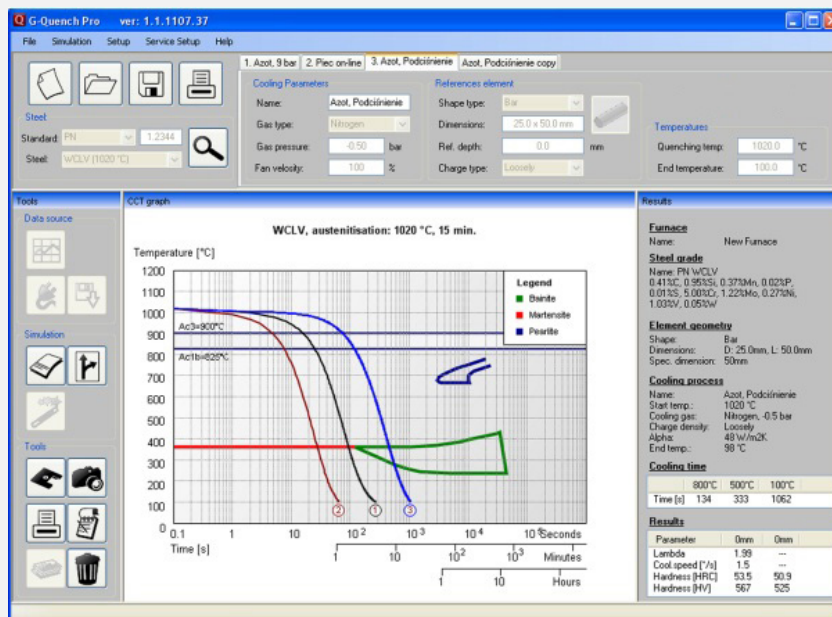 G-Quench Pro ver: 1.1.1107.37
File Simulation Setup Service Setup Help
1. Azot, 9 bar 2. Piec on-line 3. Azot, Podciśnienie Azot, Podciśnienie copy
Steel
Standard: PN 1.2344
Steel: WCLV (1020 °C)
Cooling Parameters
Name: Azot, Podciśnienie
Gas type: Nitrogen
Gas pressure: -0.50 bar
Fan velocity: 100 %
References element
Shape type: Bar
Dimensions: 25.0 x 50.0 mm
Ref. depth: 0.0 mm
Charge type: Loosely
Temperatures
Quenching temp: 1020.0 °C
End temperature: 100.0 °C
Tools
Data source
Simulation
Tools
CCT graph
WCLV, austenitisation: 1020 °C, 15 min.
Temperature [°C]
1200
1100
1000
900
800
700
600
500
400
300
200
100
0
Ac3=900°C
Ac1b=825°C
Legend
Bainite
Martensite
Pearlite
2 1 3
0.1 1 10 10² 10³ 10⁴ 10⁵ Seconds
Time [s]
1 10 10² 10³ Minutes
1 10 Hours
Results
Furnace
Name: New Furnace
Steel grade
Name: PN WCLV
0.41%C, 0.95%Si, 0.37%Mn, 0.02%P,
0.01%S, 5.00%Cr, 1.22%Mo, 0.27%Ni,
1.03%V, 0.05%W
Element geometry
Shape: Bar
Dimensions: D: 25.0mm, L: 50.0mm
Spec. dimension: 50mm
Cooling process
Name: Azot, Podciśnienie
Start temp.: 1020 °C
Cooling gas: Nitrogen, -0.5 bar
Charge density: Loosely
Alpha: 48 W/m2K
End temp.: 98 °C
Cooling time
800°C 500°C 100°C
Time [s] 134 333 1062
Results
Parameter 0mm 0mm
Lambda 1.99 ---
Cool.speed [°/s] 1.5 ---
Hardness [HRC] 53.5 50.9
Hardness [HV] 567 525